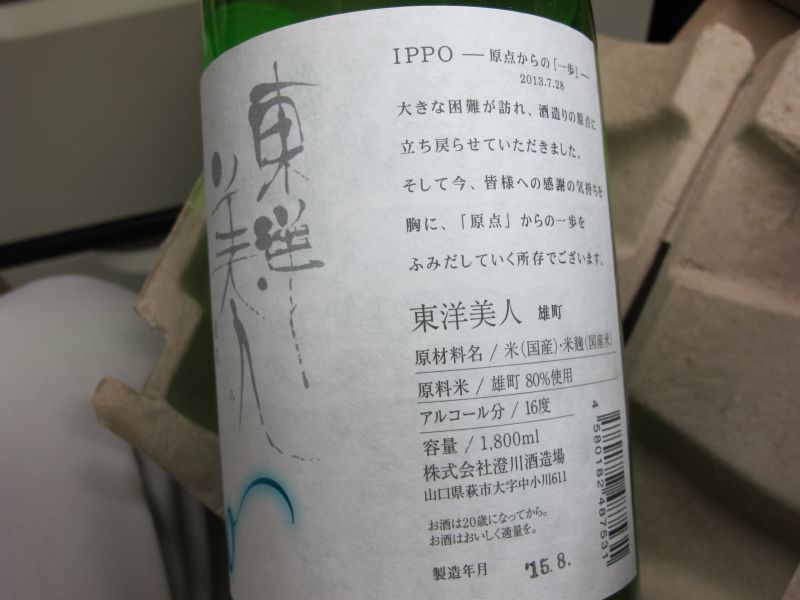 東洋美人
IPPO ― 原点からの「一歩」―
2013.7.28
大きな困難が訪れ、酒造りの原点に
立ち戻らせていただきました。
そして今、皆様への感謝の気持ちを
胸に、「原点」からの一歩を
ふみだしていく所存でございます。
東洋美人 雄町
原材料名 / 米(国産)・米麹(国産米)
原料米 / 雄町 80%使用
アルコール分 / 16度
容量 / 1,800ml
株式会社澄川酒造場
山口県萩市大字中小川611
お酒は20歳になってから。
お酒はおいしく適量を。
製造年月 '15.8.
4580182487531